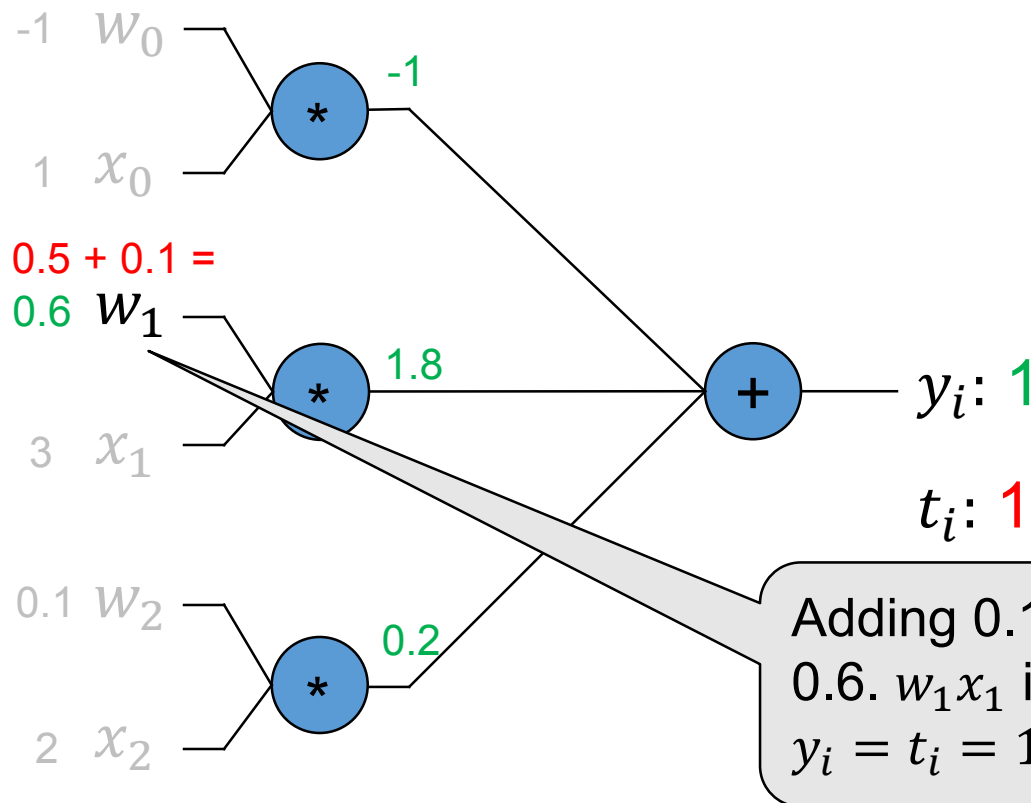 -1 w₀
-1
*
1 x₀
0.5 + 0.1 =
0.6 w₁
1.8
*
+
yᵢ: 1
3 x₁
tᵢ: 1
0.1 w₂
0.2
*
2 x₂
Adding 0.1
0.6. w₁x₁ i
yᵢ = tᵢ = 1